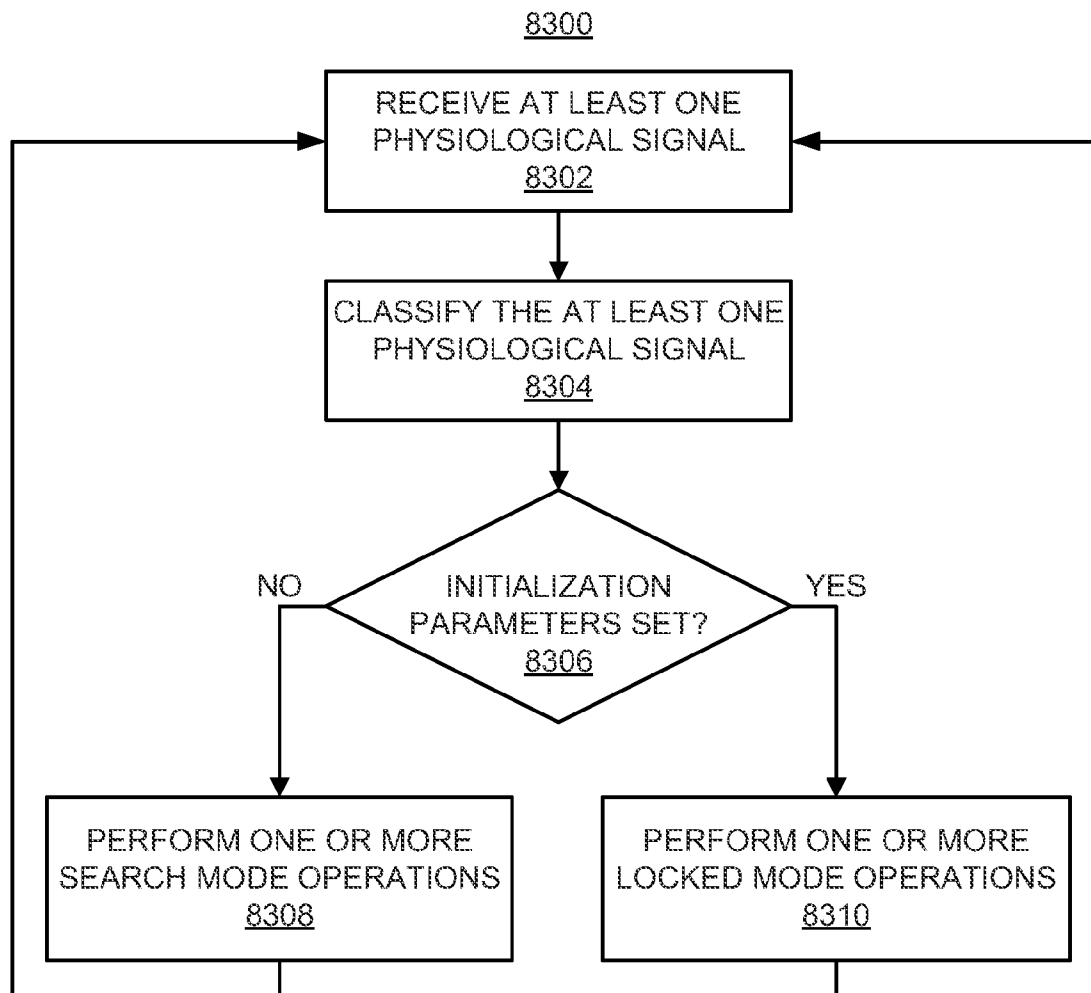 8300
RECEIVE AT LEAST ONE
PHYSIOLOGICAL SIGNAL
8302
CLASSIFY THE AT LEAST ONE
PHYSIOLOGICAL SIGNAL
8304
NO
YES
INITIALIZATION
PARAMETERS SET?
8306
PERFORM ONE OR MORE
SEARCH MODE OPERATIONS
8308
PERFORM ONE OR MORE
LOCKED MODE OPERATIONS
8310